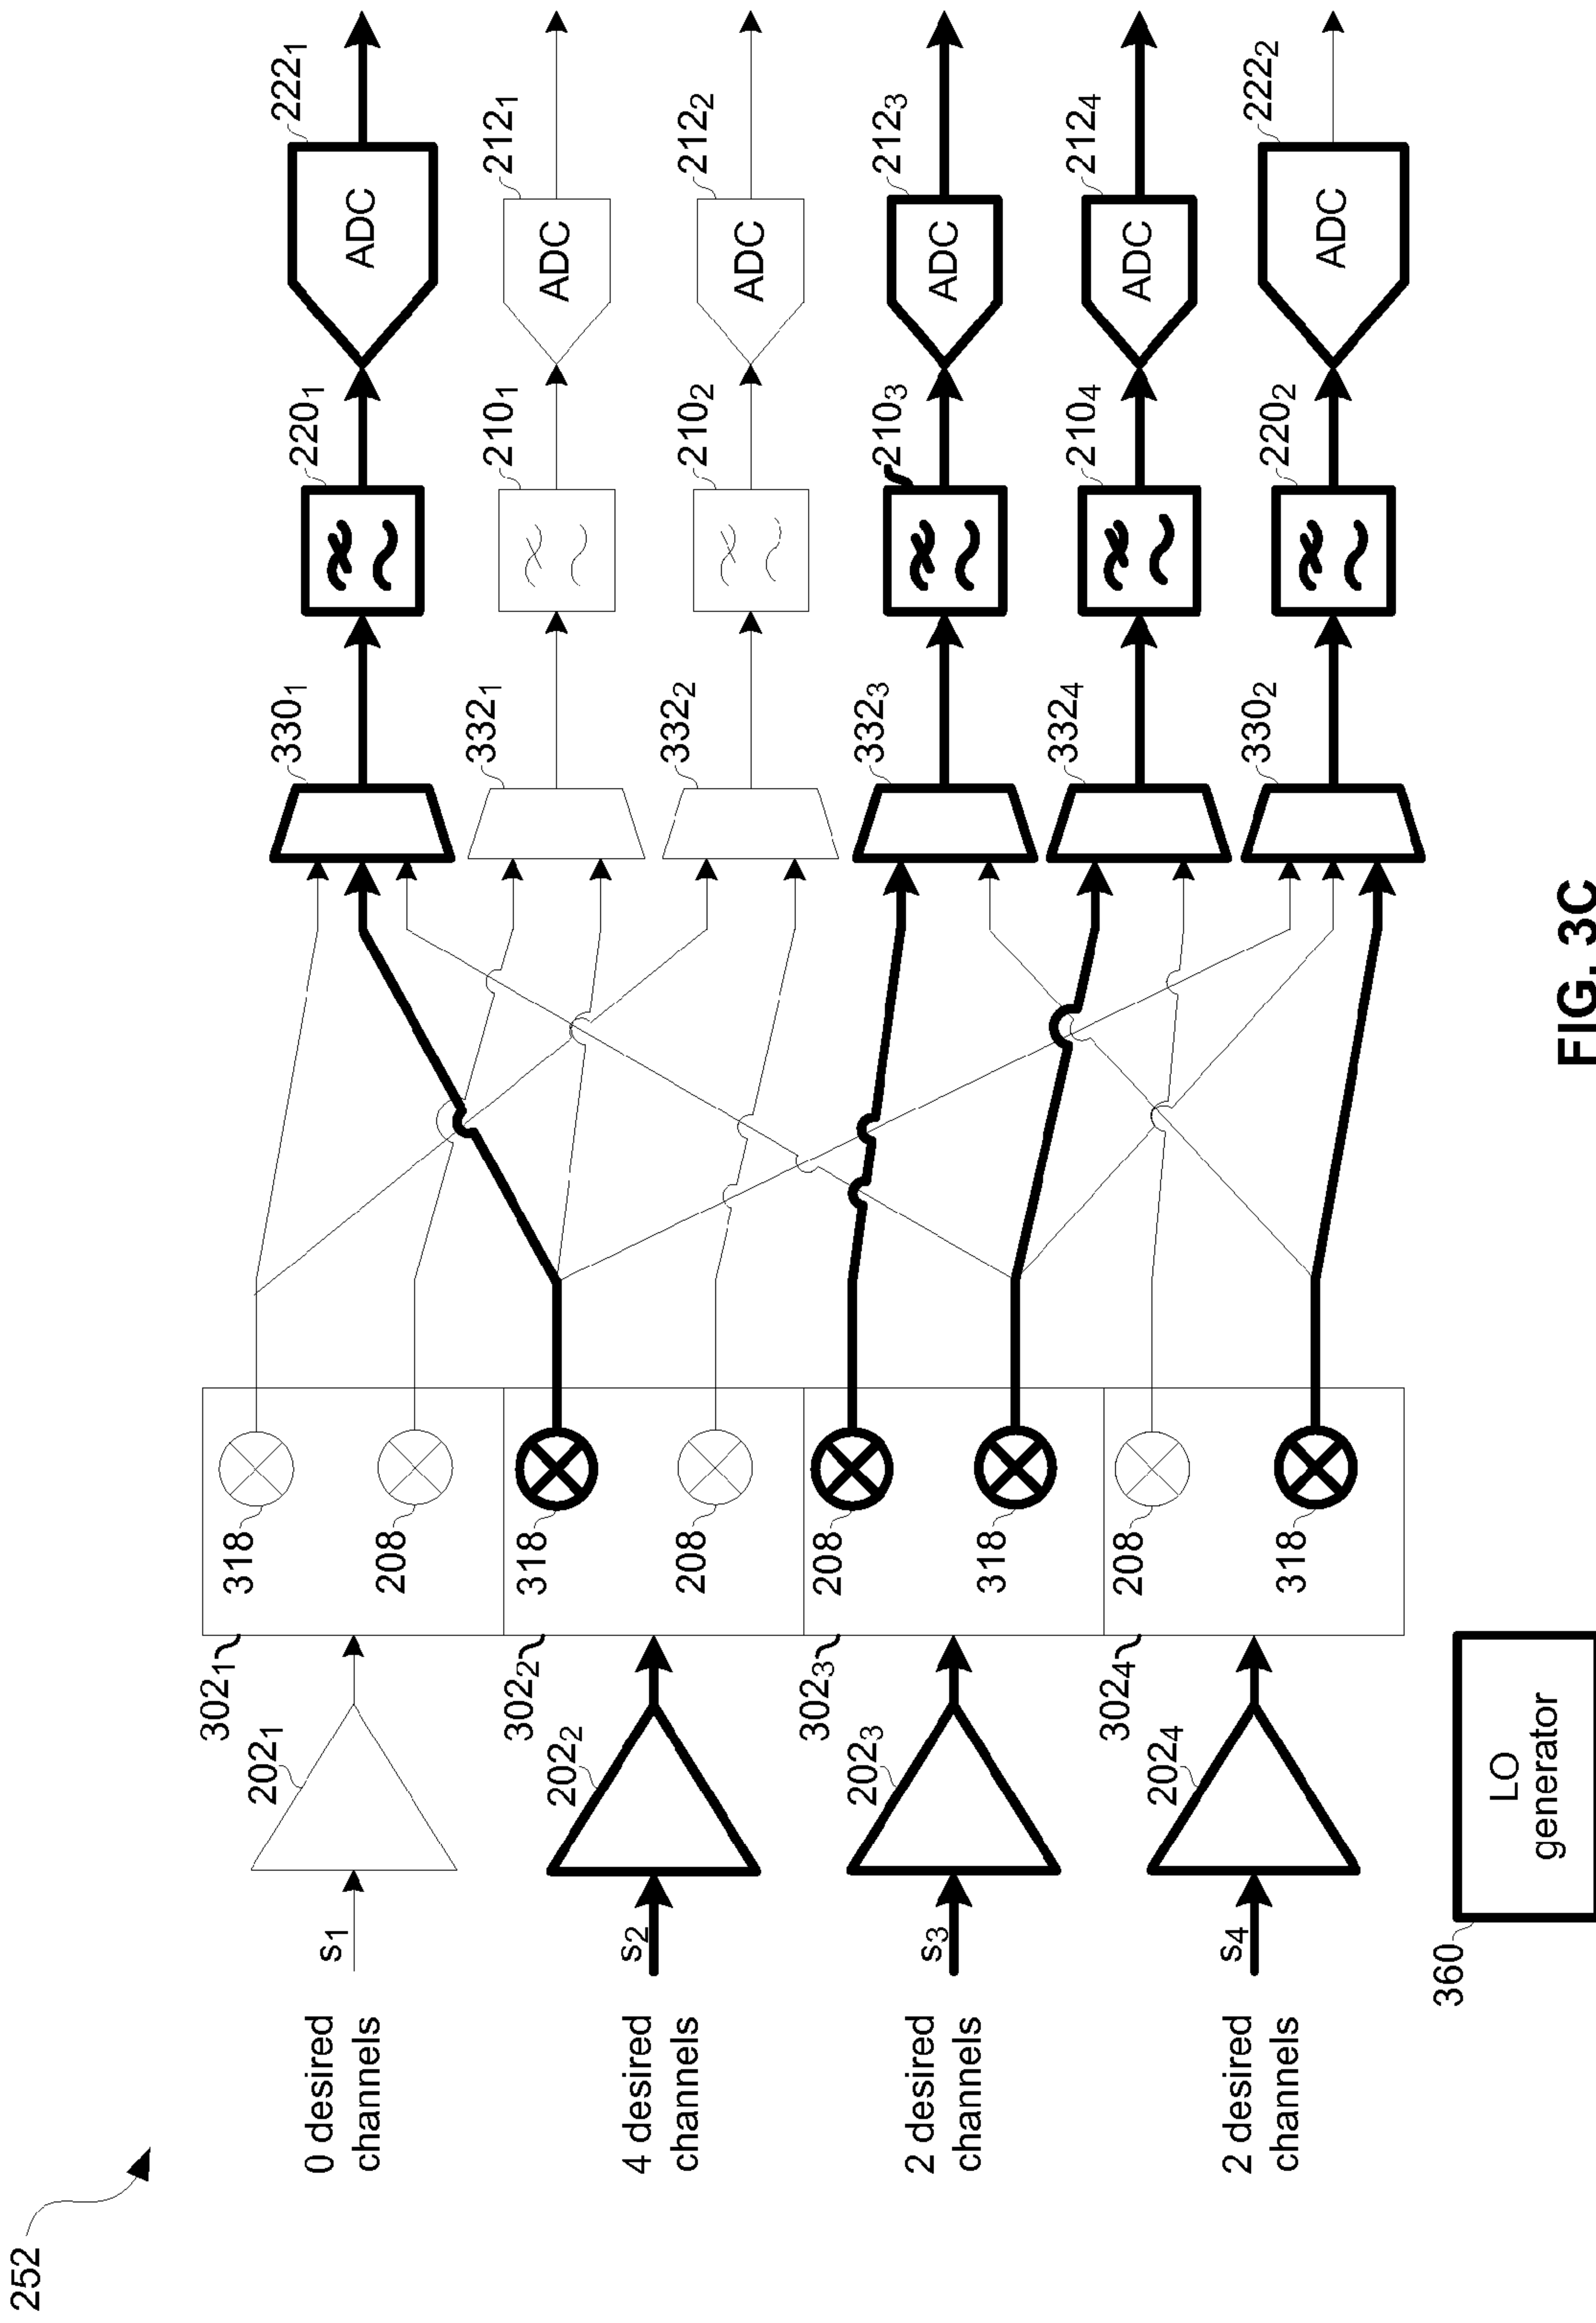 252
0 desired
channels
4 desired
channels
2 desired
channels
2 desired
channels
s1
s2
s3
s4
2021
2022
2023
2024
3021
3022
3023
3024
318
208
318
208
208
318
208
318
3301
3321
3322
3323
3324
3302
2201
2101
2102
2103
2104
2202
2221
2121
2122
2123
2124
2222
ADC
ADC
ADC
ADC
ADC
ADC
360
LO
generator
FIG. 3C